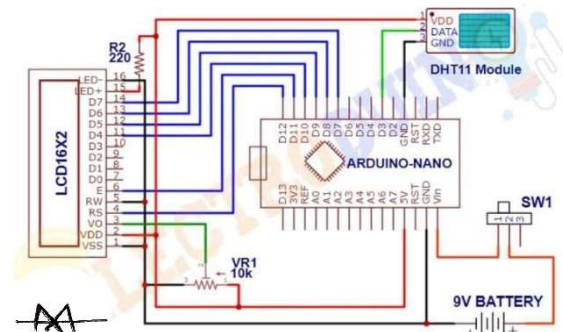 VDD
DATA
GND
DHT11 Module
R2
220
LCD16X2
LED- 16
LED+ 15
D7 14
D6 13
D5 12
D4 11
D3 10
D2 9
D1 8
D0 7
E 6
RW 5
RS 4
VO 3
VDD 2
VSS 1
D12 D11 D10 D9 D8 D7 D6 D5 D4 D3 D2 GND RST RXD TXD
ARDUINO-NANO
D13 3V3 REF A0 A1 A2 A3 A4 A5 A6 A7 5V RST GND Vin
VR1
10k
SW1
1 2 3
9V BATTERY